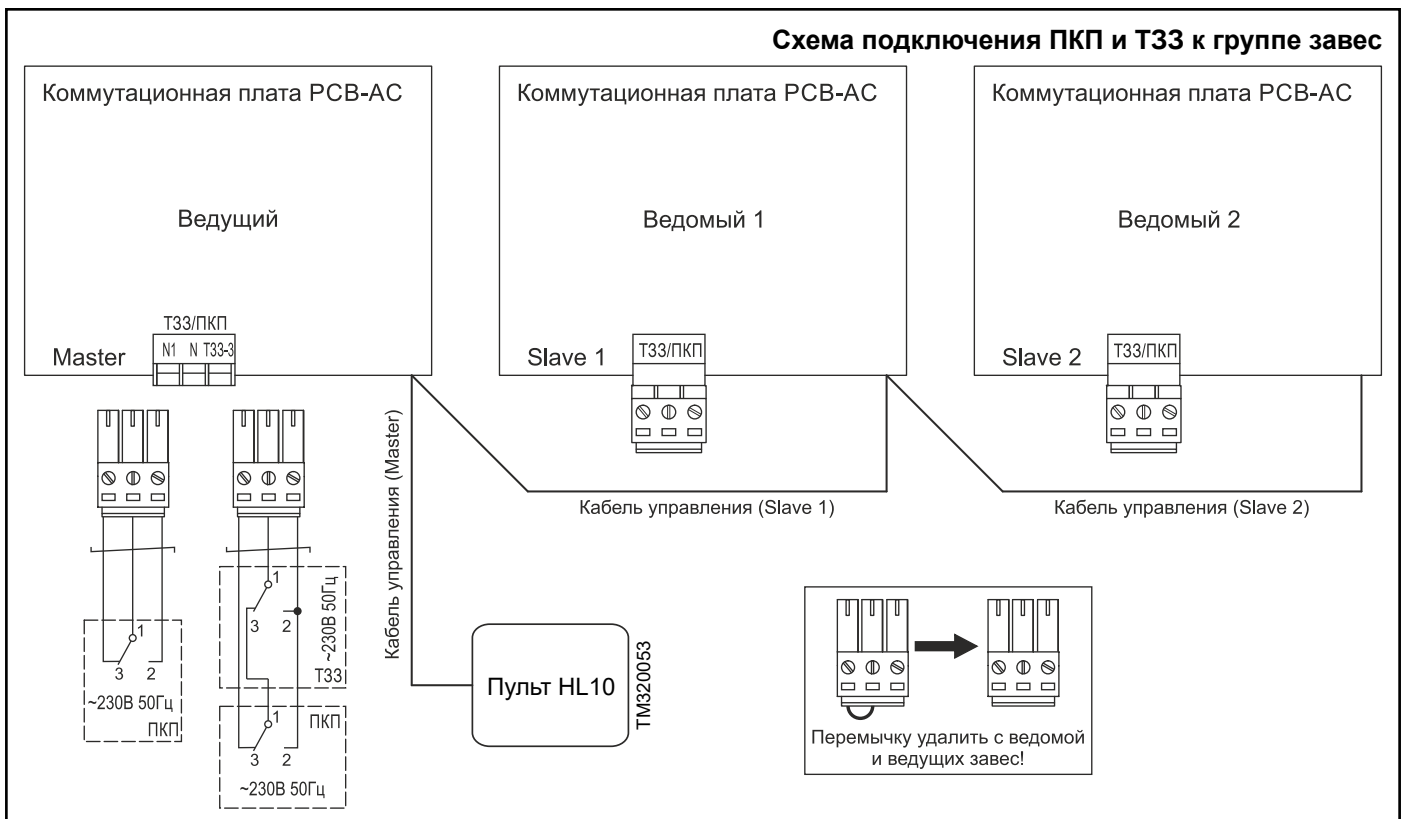 Схема подключения ПКП и ТЗЗ к группе завес
Коммутационная плата PCB-AC
Ведущий
ТЗЗ/ПКП
Master
N1 N ТЗЗ-3
Коммутационная плата PCB-AC
Ведомый 1
Slave 1
ТЗЗ/ПКП
Коммутационная плата PCB-AC
Ведомый 2
Slave 2
ТЗЗ/ПКП
Кабель управления (Master)
Кабель управления (Slave 1)
Кабель управления (Slave 2)
1
3 2
~230В 50Гц
ПКП
1
3 2
~230В 50Гц
ТЗЗ
1
ПКП
3 2
~230В 50Гц
Пульт HL10
TM320053
Перемычку удалить с ведомой
и ведущих завес!